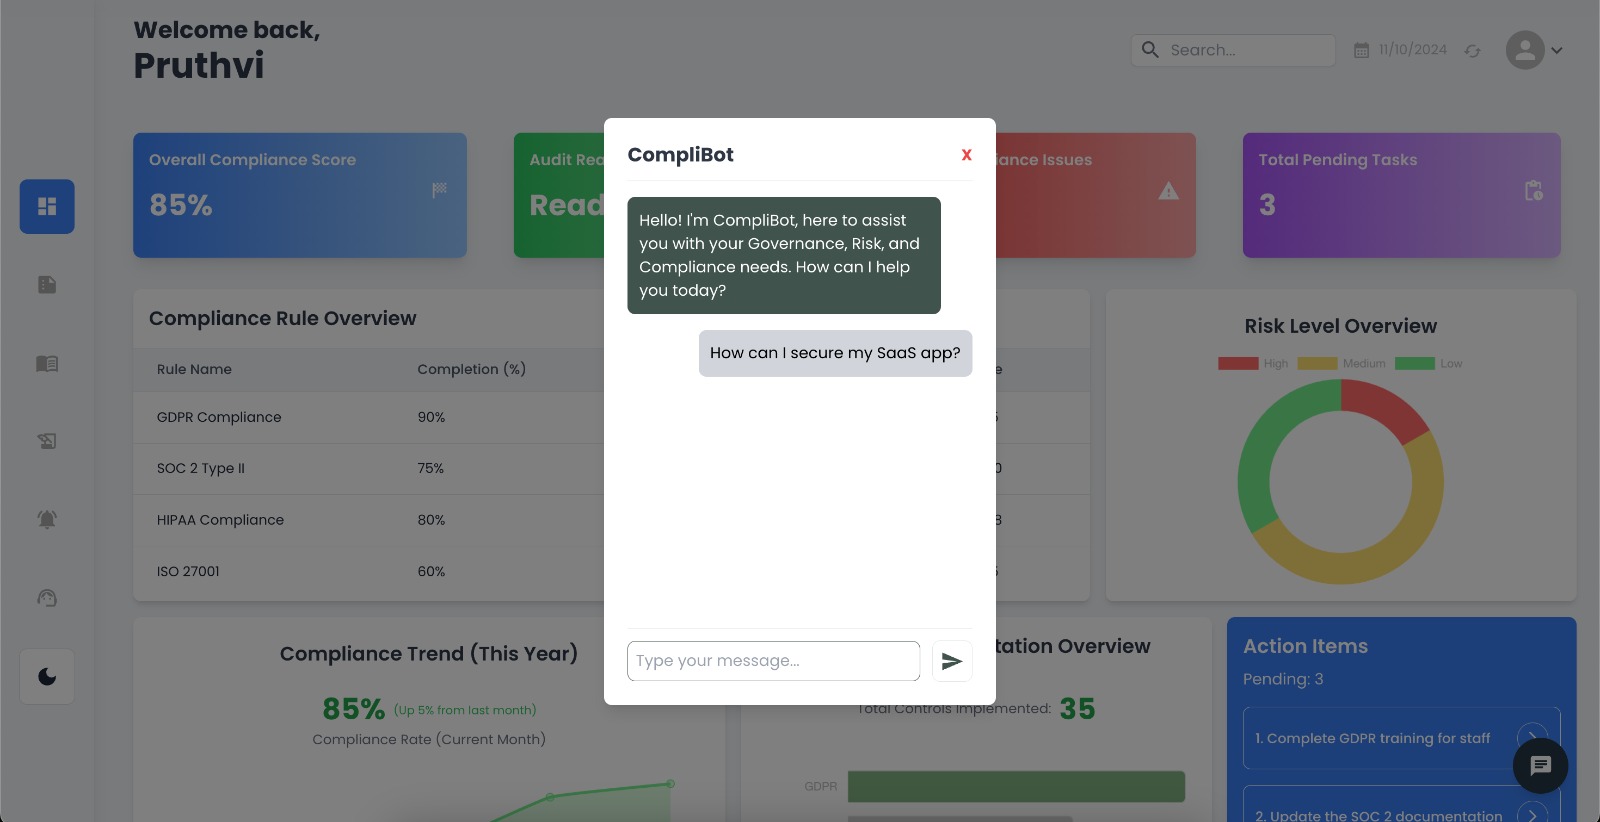 Welcome back,
Pruthvi
Search...
11/10/2024
Overall Compliance Score
85%
Audit Rea
Read
iance Issues
Total Pending Tasks
3
CompliBot
x
Hello! I'm CompliBot, here to assist
you with your Governance, Risk, and
Compliance needs. How can I help
you today?
How can I secure my SaaS app?
Type your message...
Compliance Rule Overview
Rule Name
Completion (%)
e
GDPR Compliance
90%
SOC 2 Type II
75%
0
HIPAA Compliance
80%
ISO 27001
60%
Risk Level Overview
High
Medium
Low
Compliance Trend (This Year)
85% (Up 5% from last month)
Compliance Rate (Current Month)
tation Overview
Total Controls Implemented: 35
GDPR
Action Items
Pending: 3
1. Complete GDPR training for staff
2. Update the SOC 2 documentation